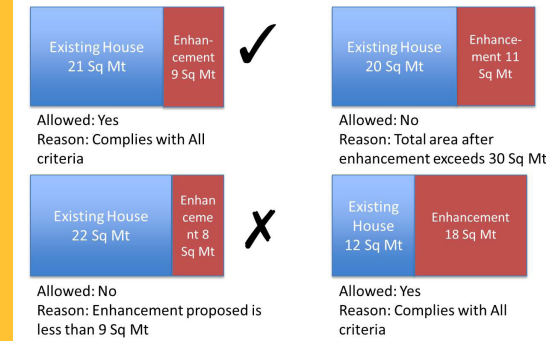 Existing House
21 Sq Mt
Enhan-
cement
9 Sq Mt
Allowed: Yes
Reason: Complies with All
criteria
Existing House
20 Sq Mt
Enhance-
ment 11
Sq Mt
Allowed: No
Reason: Total area after
enhancement exceeds 30 Sq Mt
Existing House
22 Sq Mt
Enhan
ceme
nt 8
Sq Mt
Allowed: No
Reason: Enhancement proposed is
less than 9 Sq Mt
Existing
House
12 Sq Mt
Enhancement
18 Sq Mt
Allowed: Yes
Reason: Complies with All
criteria